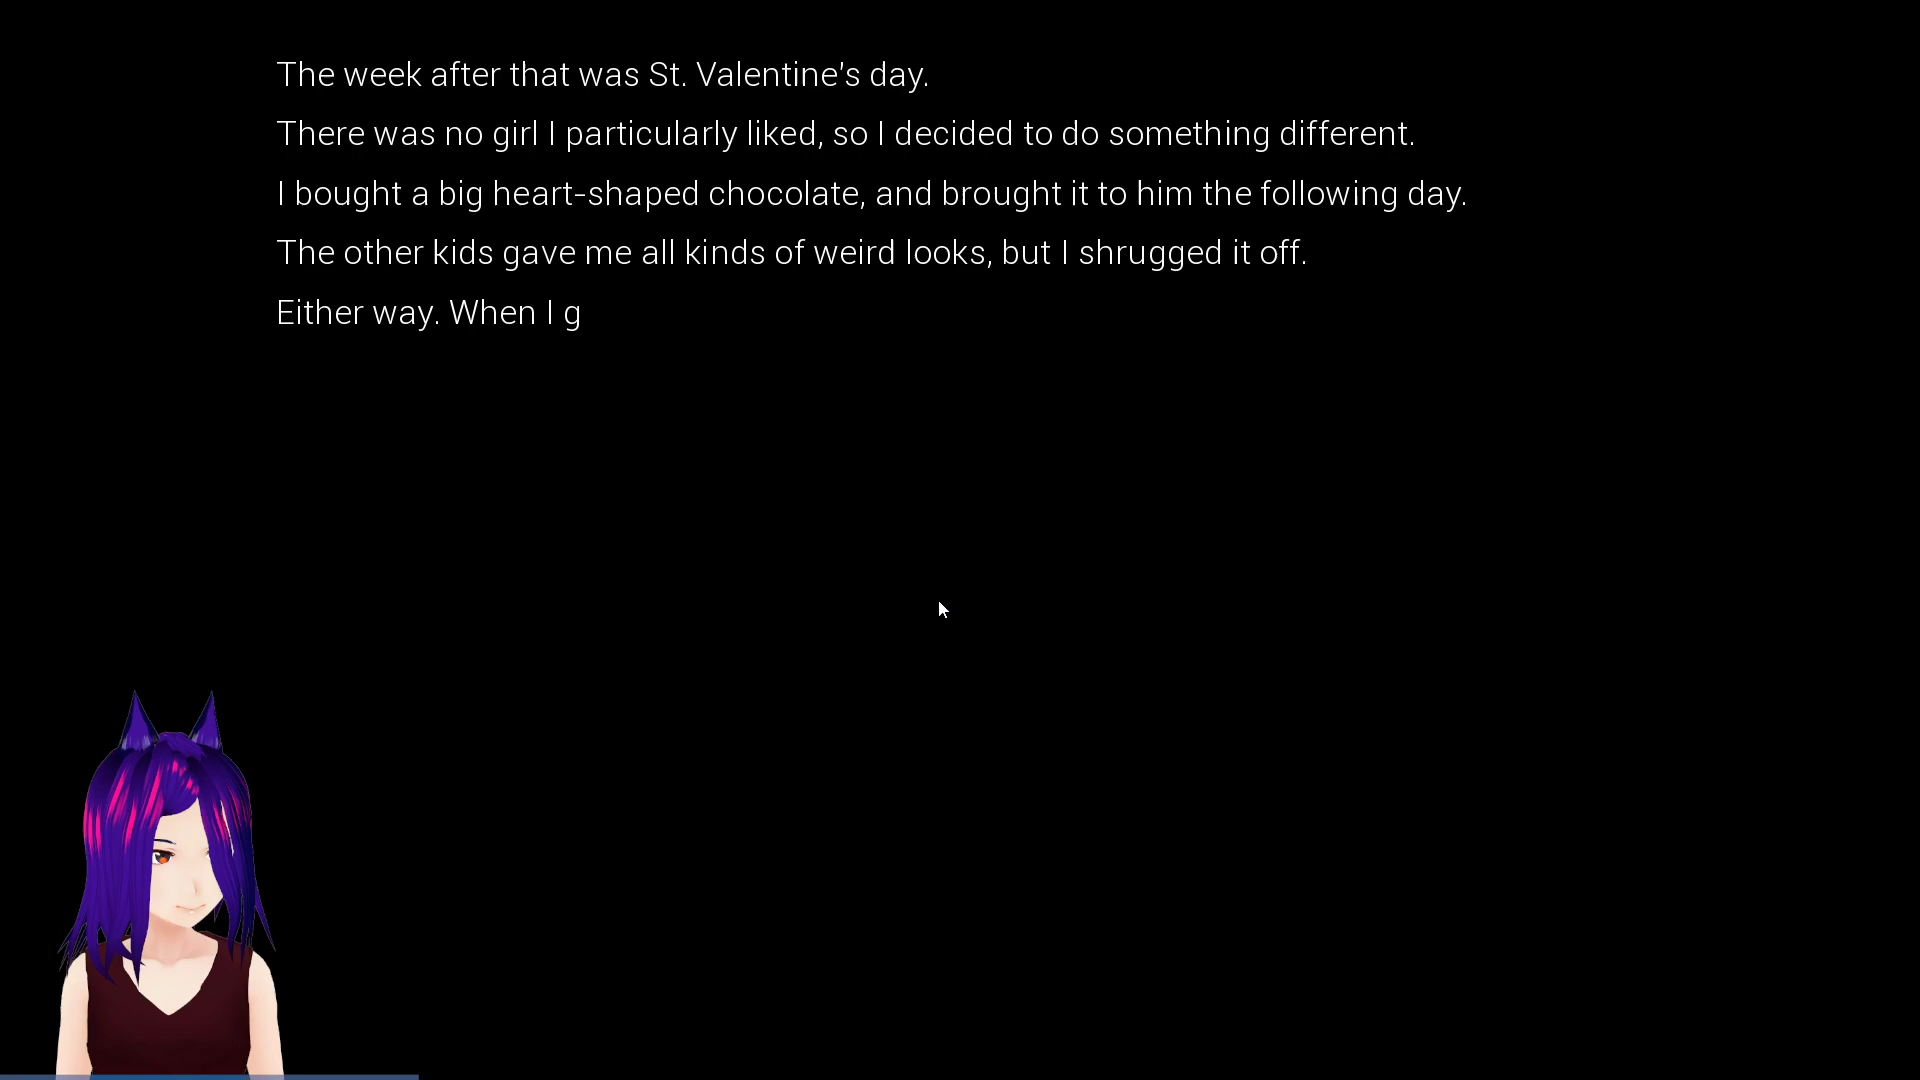 The week after that was St. Valentine's day.
There was no girl I particularly liked, so I decided to do something different.
I bought a big heart-shaped chocolate, and brought it to him the following day.
The other kids gave me all kinds of weird looks, but I shrugged it off.
Either way. When I g